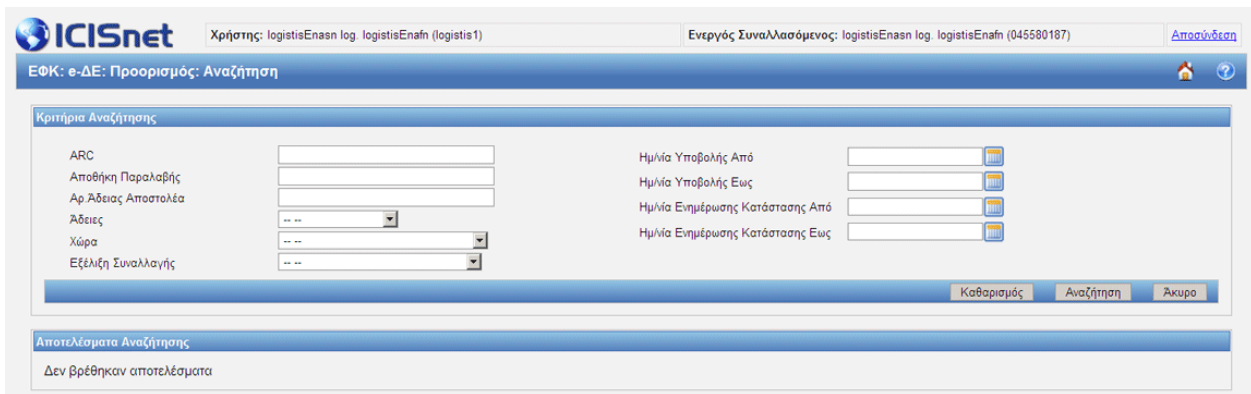 ICISnet
Χρήστης: logistisEnasn log. logistisEnafn (logistis1)
Ενεργός Συναλλασόμενος: logistisEnasn log. logistisEnafn (045580187)
Αποσύνδεση
ΕΦΚ: e-ΔΕ: Προορισμός: Αναζήτηση
Κριτήρια Αναζήτησης
ARC
Αποθήκη Παραλαβής
Αρ.Άδειας Αποστολέα
Άδειες -- --
Χώρα -- --
Εξέλιξη Συναλλαγής -- --
Ημ/νία Υποβολής Από
Ημ/νία Υποβολής Εως
Ημ/νία Ενημέρωσης Κατάστασης Από
Ημ/νία Ενημέρωσης Κατάστασης Εως
Καθαρισμός Αναζήτηση Άκυρο
Αποτελέσματα Αναζήτησης
Δεν βρέθηκαν αποτελέσματα